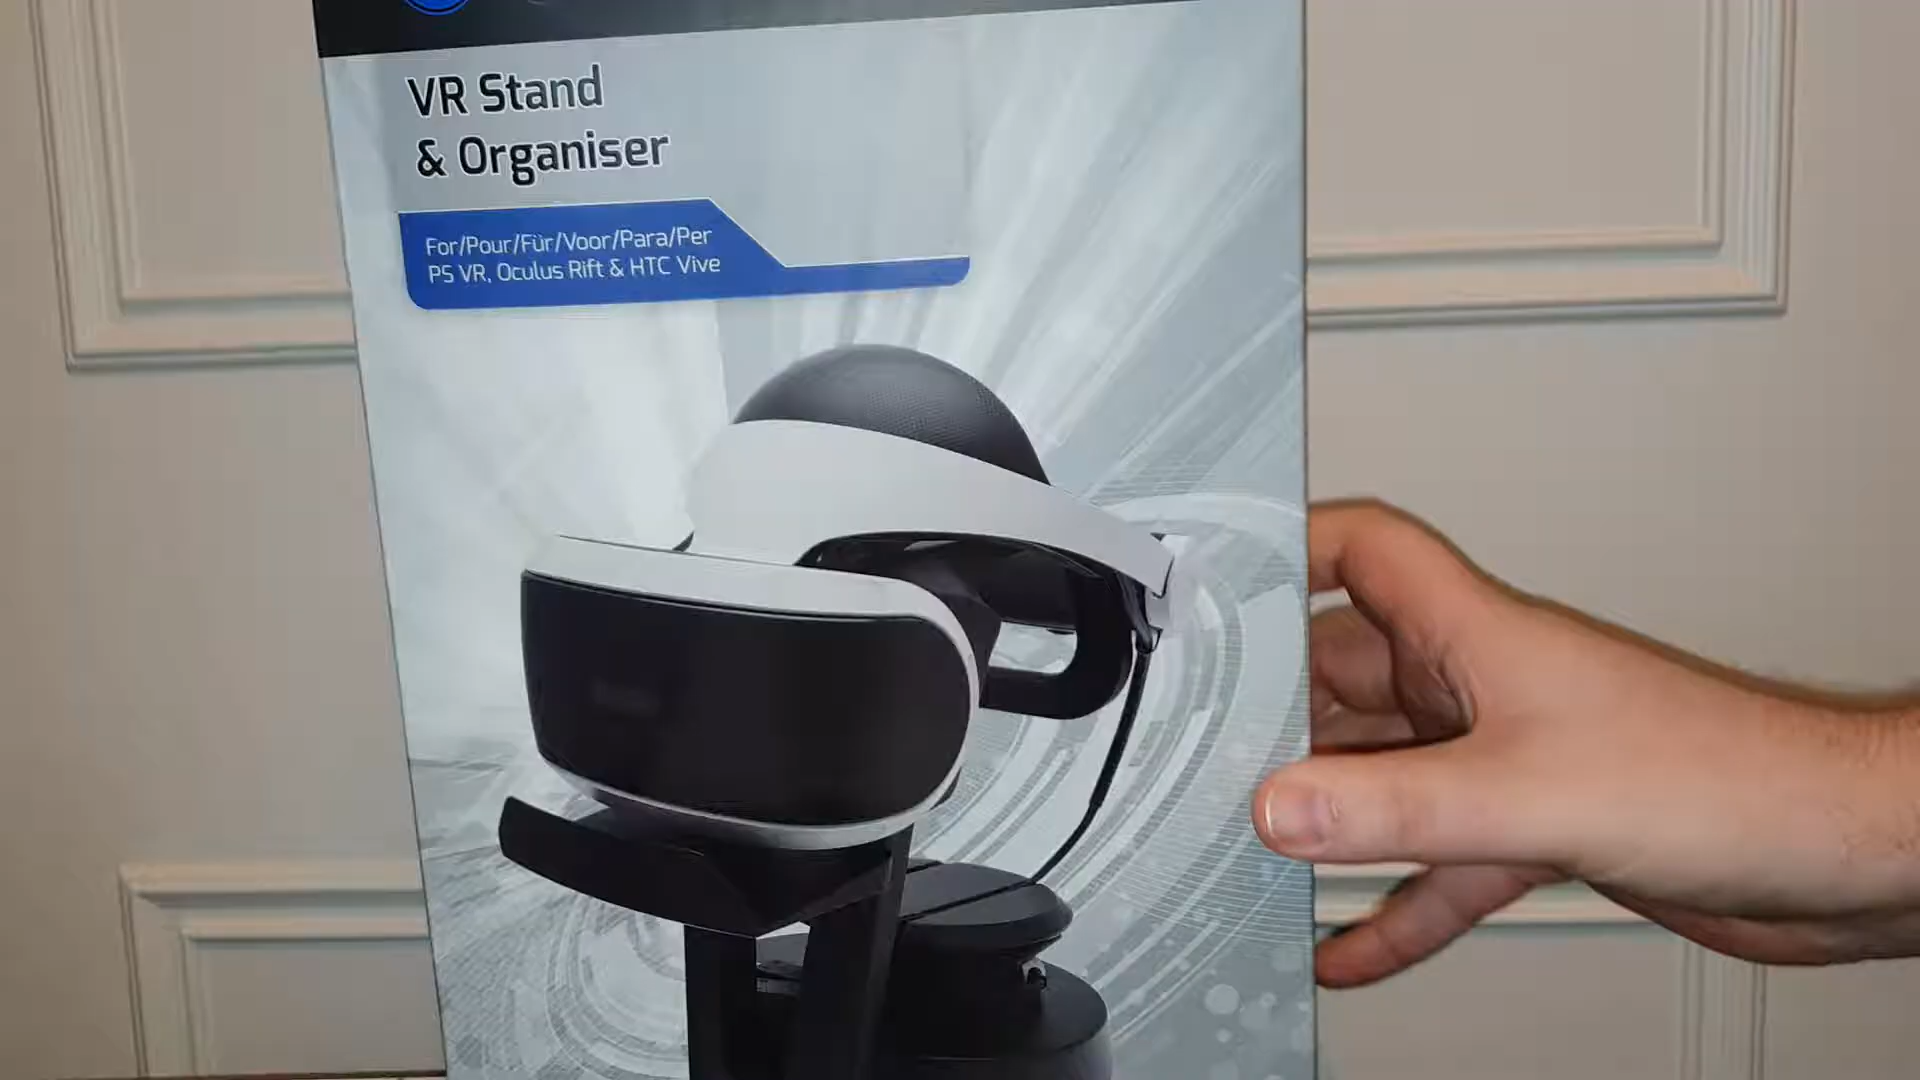 VR Stand
& Organiser
For/Pour/Für/Voor/Para/Per
PS VR, Oculus Rift & HTC Vive